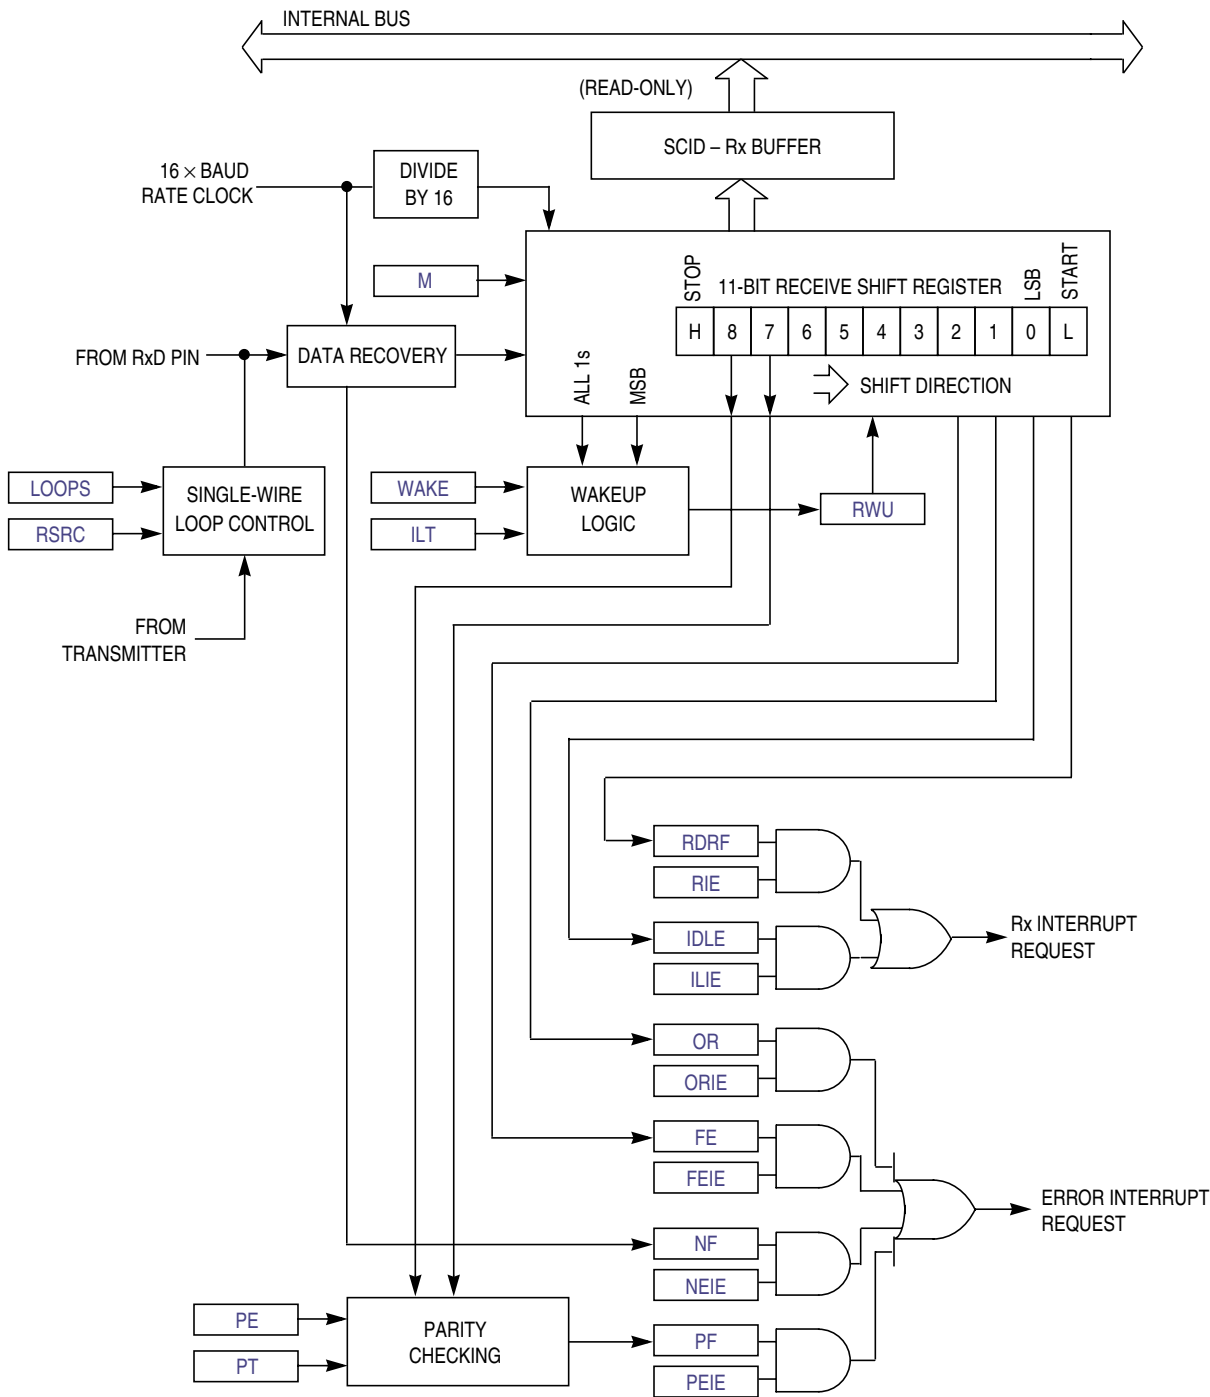 INTERNAL BUS
(READ-ONLY)
SCID – Rx BUFFER
16 × BAUD
RATE CLOCK
DIVIDE
BY 16
M
STOP
11-BIT RECEIVE SHIFT REGISTER
LSB
START
H 8 7 6 5 4 3 2 1 0 L
FROM RxD PIN
DATA RECOVERY
ALL 1s
MSB
SHIFT DIRECTION
LOOPS
RSRC
SINGLE-WIRE
LOOP CONTROL
WAKE
ILT
WAKEUP
LOGIC
RWU
FROM
TRANSMITTER
RDRF
RIE
IDLE
ILIE
Rx INTERRUPT
REQUEST
OR
ORIE
FE
FEIE
ERROR INTERRUPT
REQUEST
NF
NEIE
PE
PT
PARITY
CHECKING
PF
PEIE